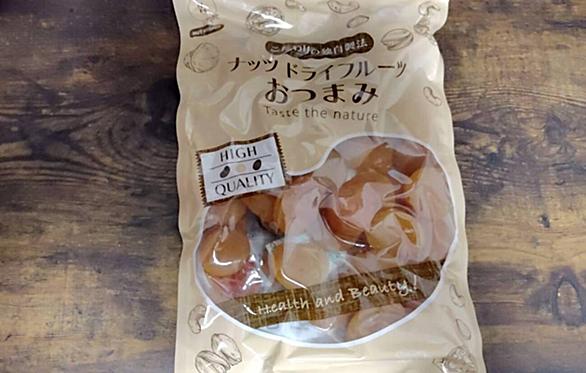 こだわりの独自製法
ナッツドライフルーツ
おつまみ
Taste the nature
HIGH
QUALITY
Health and Beauty!